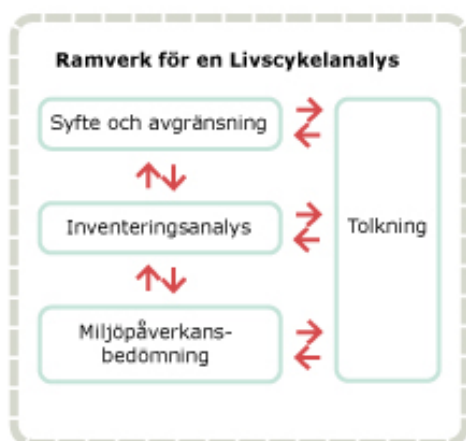 Ramverk för en Livscykelanalys
Syfte och avgränsning
Inventeringsanalys
Tolkning
Miljöpåverkans-
bedömning